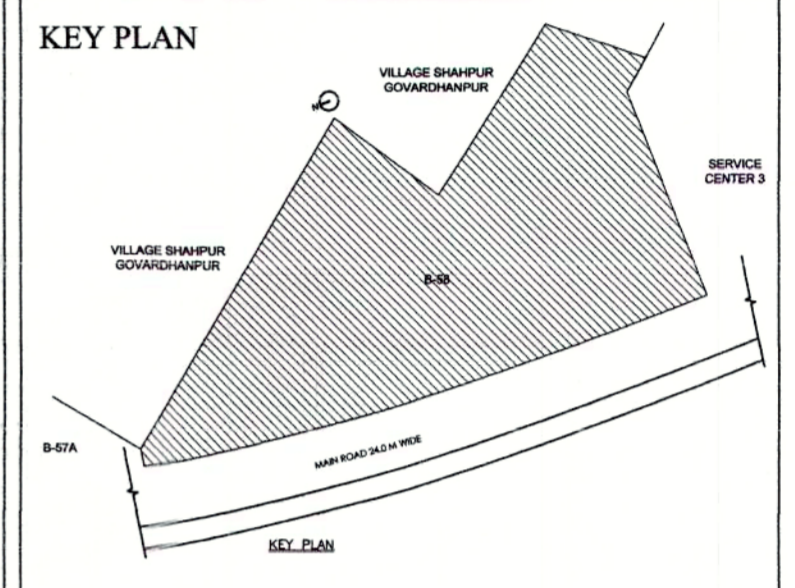 KEY PLAN
VILLAGE SHAHPUR
GOVARDHANPUR
N
SERVICE
CENTER 3
VILLAGE SHAHPUR
GOVARDHANPUR
B-58
B-57A
MAIN ROAD 24.0 M WIDE
KEY PLAN